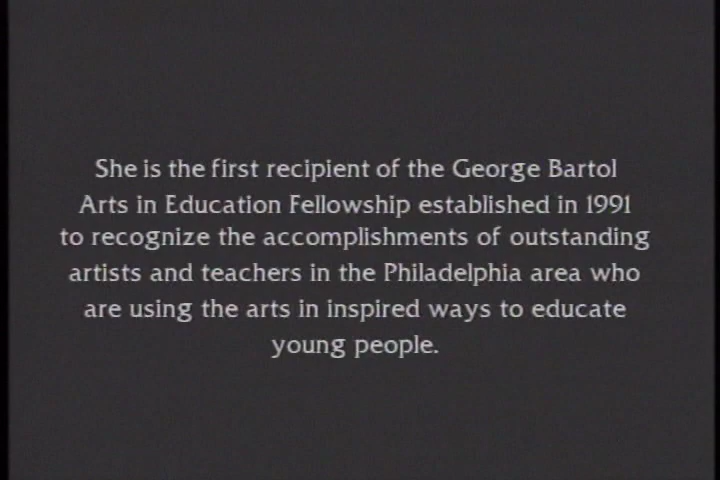 She is the first recipient of the George Bartol
Arts in Education Fellowship established in 1991
to recognize the accomplishments of outstanding
artists and teachers in the Philadelphia area who
are using the arts in inspired ways to educate
young people.